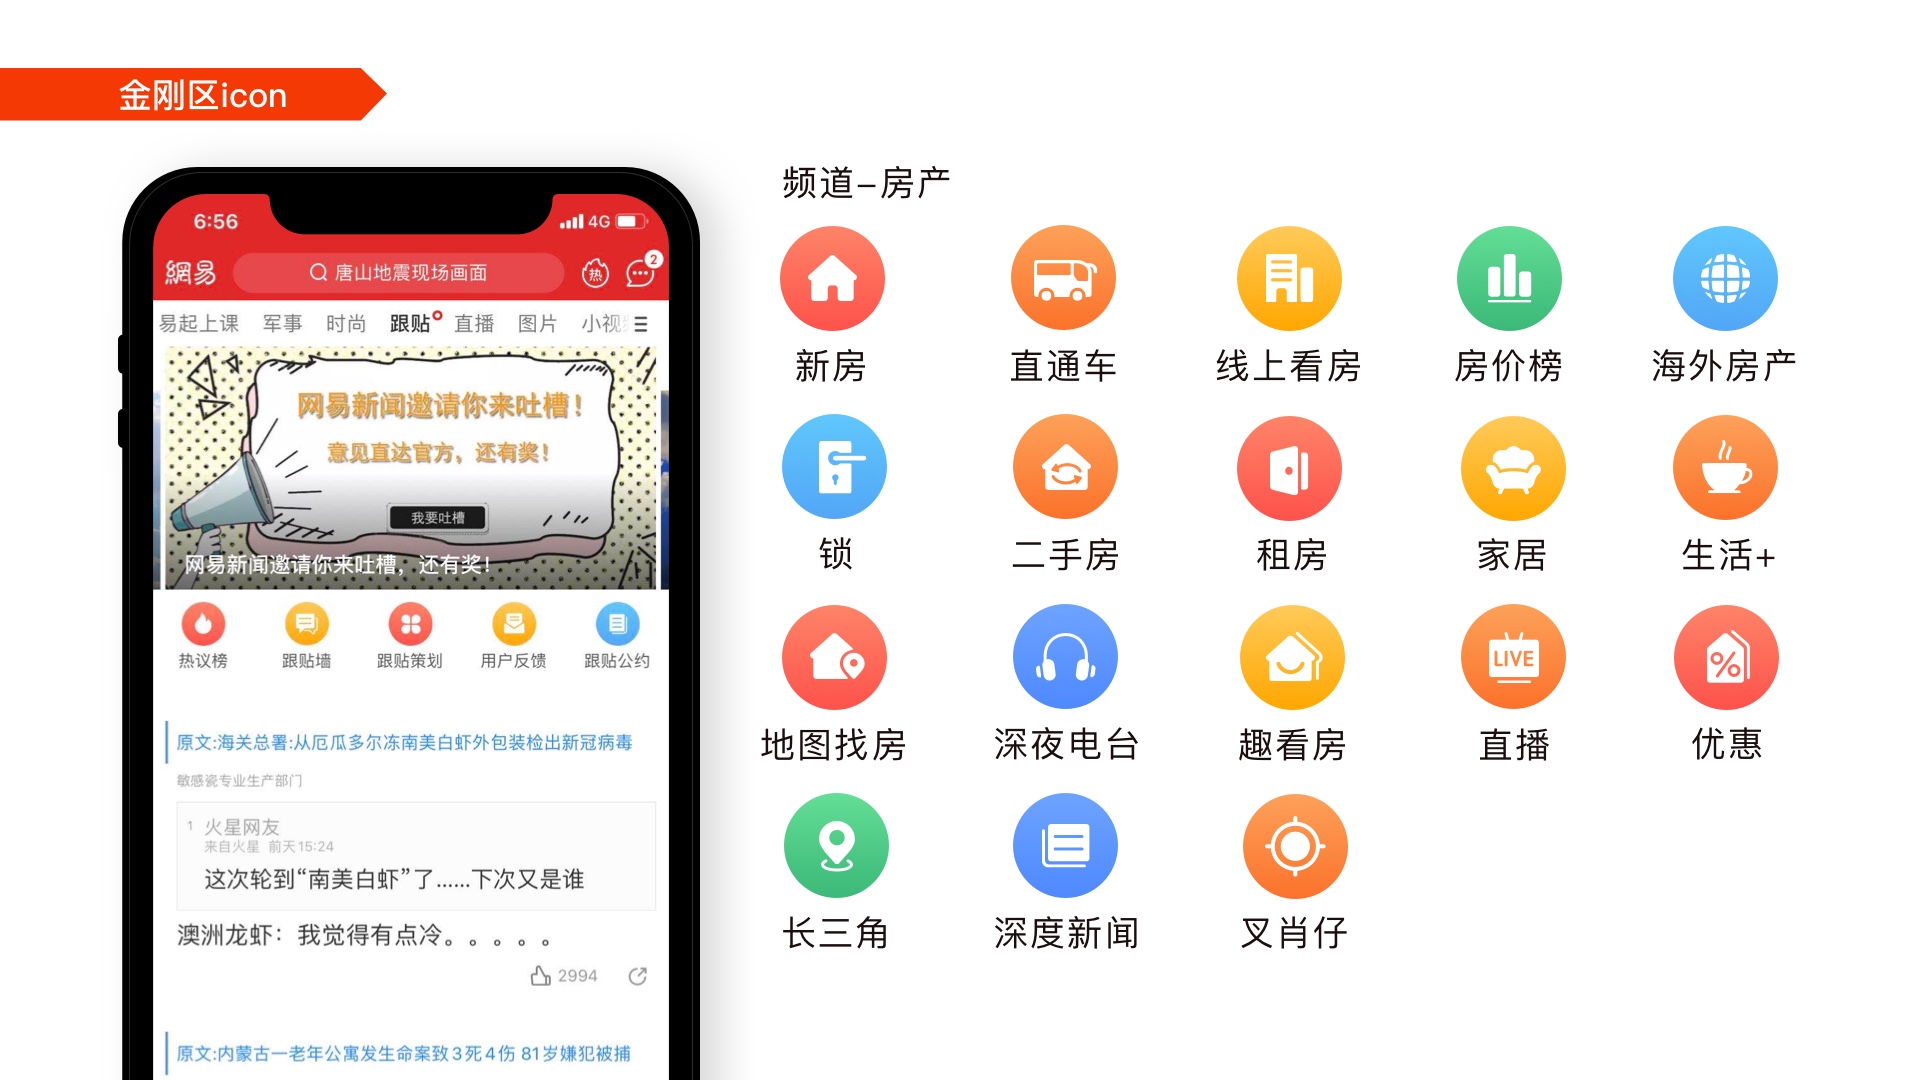 金刚区icon
6:56
4G
網易
唐山地震现场画面
热
2
易起上课 军事 时尚 跟贴 直播 图片 小视
网易新闻邀请你来吐槽！
意见直达官方，还有奖！
我要吐槽
网易新闻邀请你来吐槽，还有奖！
热议榜 跟贴墙 跟贴策划 用户反馈 跟贴公约
原文:海关总署:从厄瓜多尔冻南美白虾外包装检出新冠病毒
敏感瓷专业生产部门
1 火星网友
来自火星 前天15:24
这次轮到“南美白虾”了......下次又是谁
澳洲龙虾：我觉得有点冷。。。。。
2994
原文:内蒙古一老年公寓发生命案致3死4伤 81岁嫌犯被捕
频道–房产
新房 直通车 线上看房 房价榜 海外房产
锁 二手房 租房 家居 生活+
LIVE
%
地图找房 深夜电台 趣看房 直播 优惠
长三角 深度新闻 叉肖仔